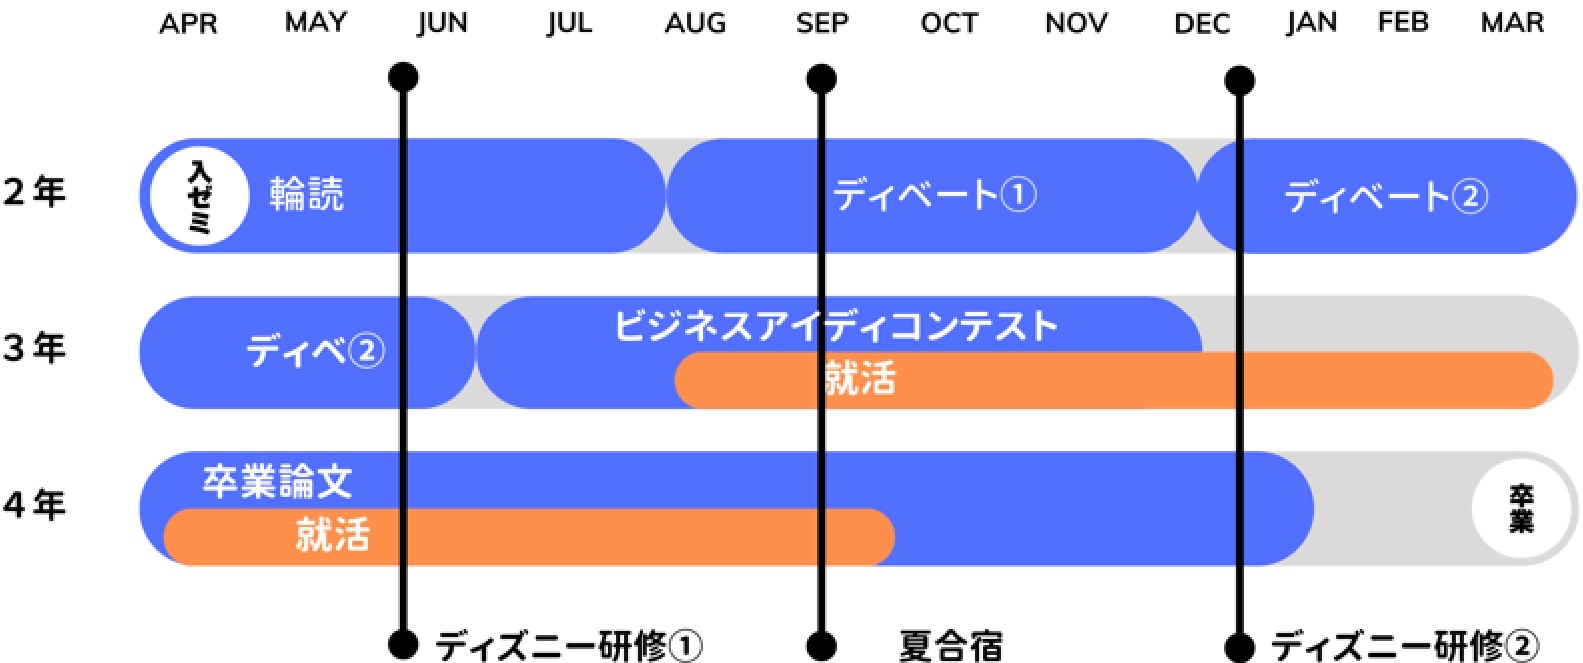 APR MAY JUN JUL AUG SEP OCT NOV DEC JAN FEB MAR
2年
入ゼミ
輪読
ディベート①
ディベート②
3年
ディベ②
ビジネスアイディコンテスト
就活
4年
卒業論文
就活
卒業
ディズニー研修①
夏合宿
ディズニー研修②